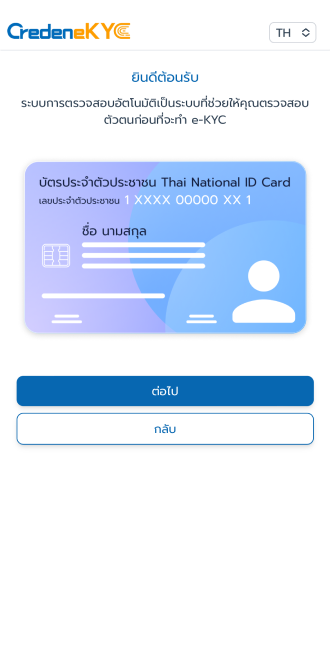 CredeneKYC
TH
ยินดีต้อนรับ
ระบบการตรวจสอบอัตโนมัติเป็นระบบที่ช่วยให้คุณตรวจสอบ
ตัวตนก่อนที่จะทำ e-KYC
บัตรประจำตัวประชาชน Thai National ID Card
เลขประจำตัวประชาชน 1 XXXX 00000 XX 1
ชื่อ นามสกุล
ต่อไป
กลับ